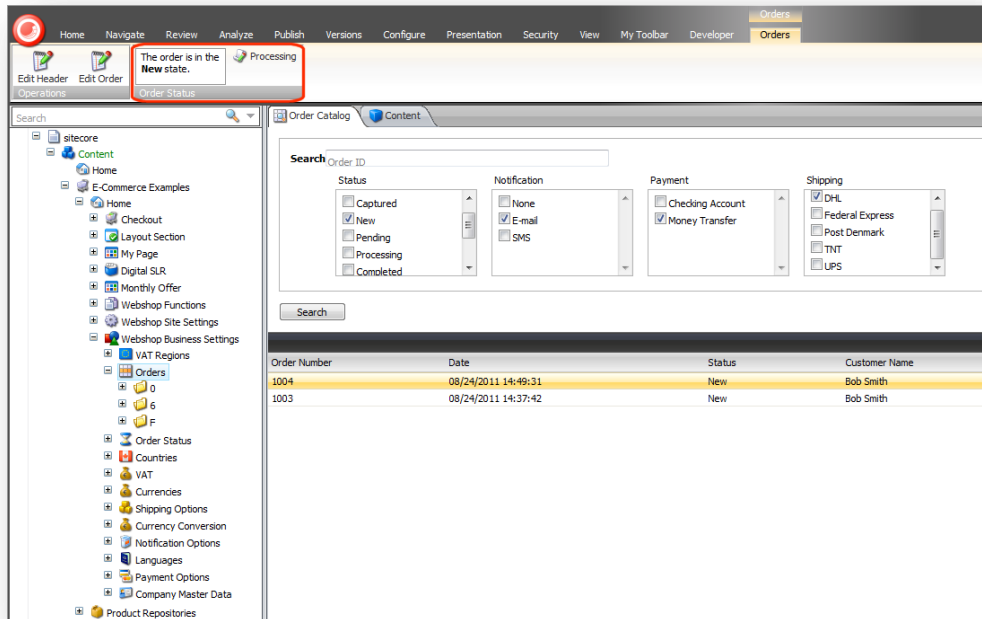 Orders
Home Navigate Review Analyze Publish Versions Configure Presentation Security View My Toolbar Developer Orders
The order is in the
New state.
Processing
Edit Header Edit Order
Operations Order Status
Search
Order Catalog Content
sitecore
Content
Home
E-Commerce Examples
Home
Checkout
Layout Section
My Page
Digital SLR
Monthly Offer
Webshop Functions
Webshop Site Settings
Webshop Business Settings
VAT Regions
Orders
0
6
F
Order Status
Countries
VAT
Currencies
Shipping Options
Currency Conversion
Notification Options
Languages
Payment Options
Company Master Data
Product Repositories
Search Order ID
Status
Captured
New
Pending
Processing
Completed
Notification
None
E-mail
SMS
Payment
Checking Account
Money Transfer
Shipping
DHL
Federal Express
Post Denmark
TNT
UPS
Search
Order Number Date Status Customer Name
1004 08/24/2011 14:49:31 New Bob Smith
1003 08/24/2011 14:37:42 New Bob Smith